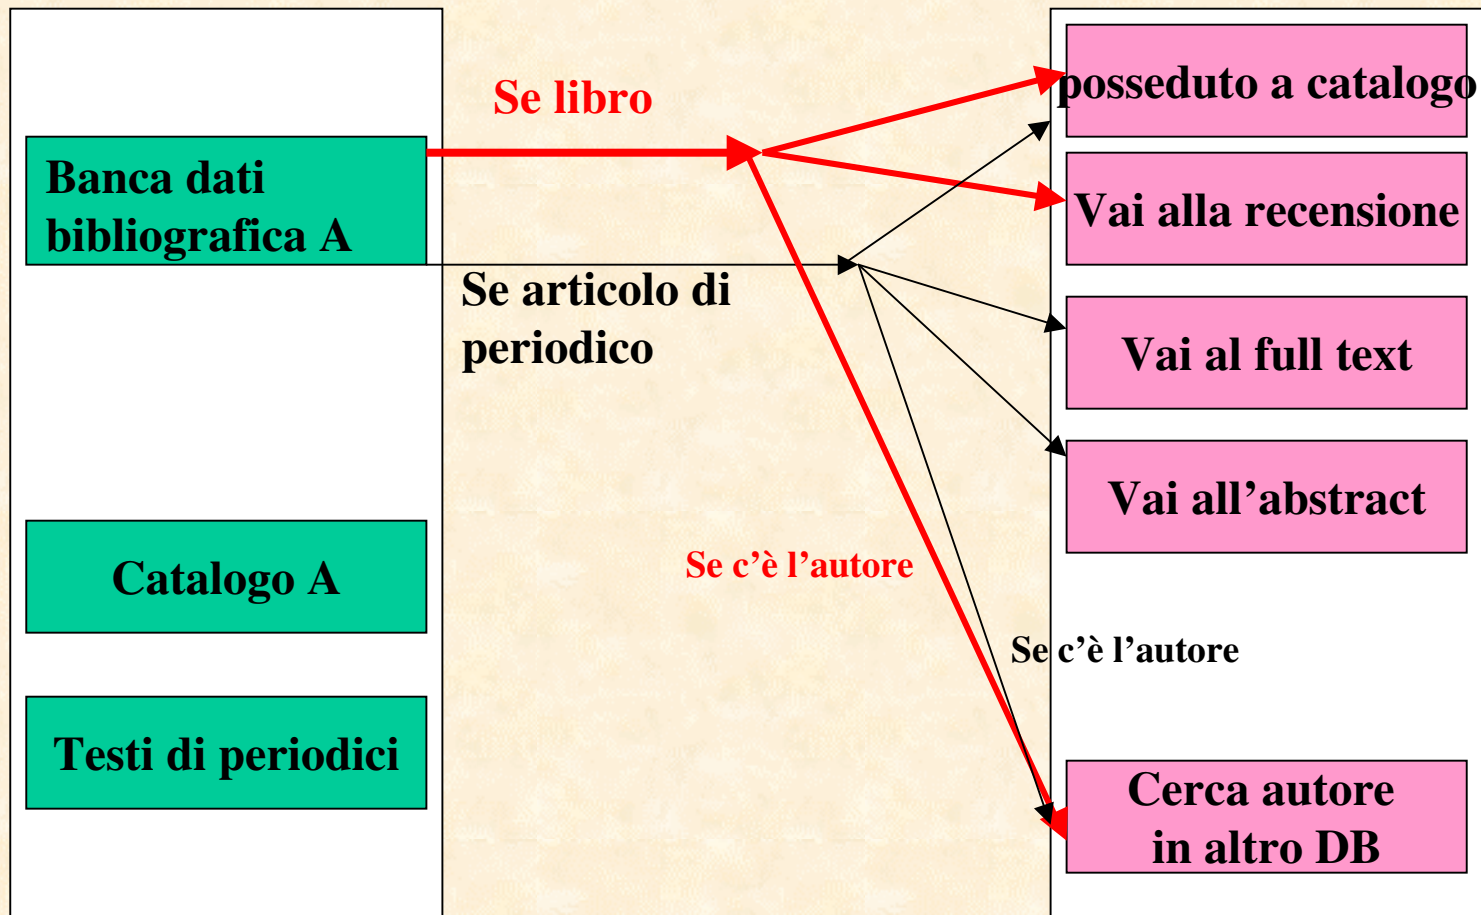 Banca dati
bibliografica A
Catalogo A
Testi di periodici
Se libro
Se articolo di
periodico
Se c’è l’autore
Se c’è l’autore
posseduto a catalogo
Vai alla recensione
Vai al full text
Vai all’abstract
Cerca autore
in altro DB